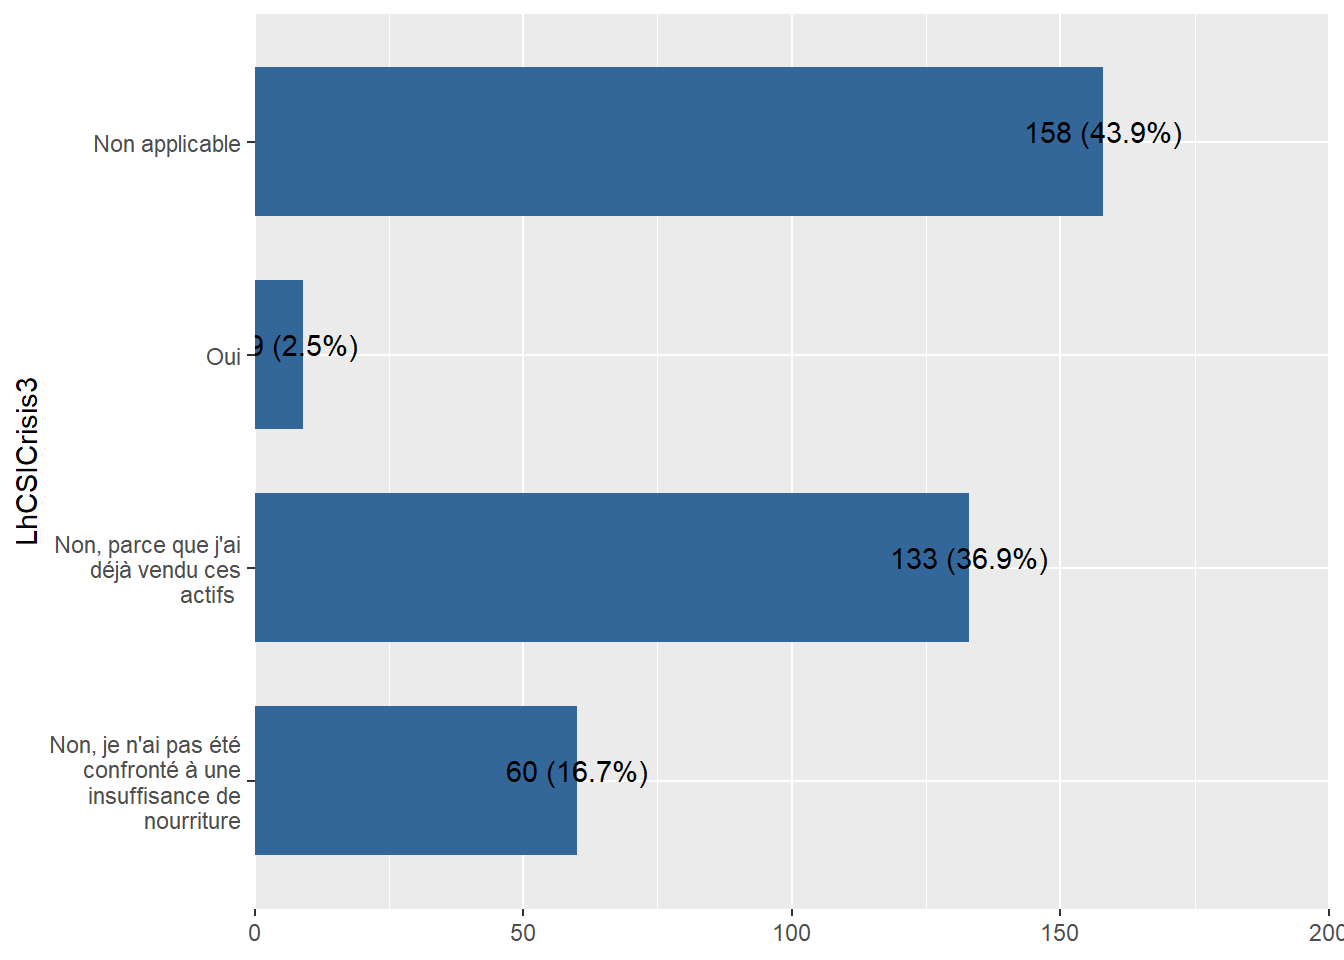 LhCSICrisis3
Non applicable
158 (43.9%)
Oui
9 (2.5%)
Non, parce que j'ai
déjà vendu ces
actifs
133 (36.9%)
Non, je n'ai pas été
confronté à une
insuffisance de
nourriture
60 (16.7%)
0
50
100
150
200